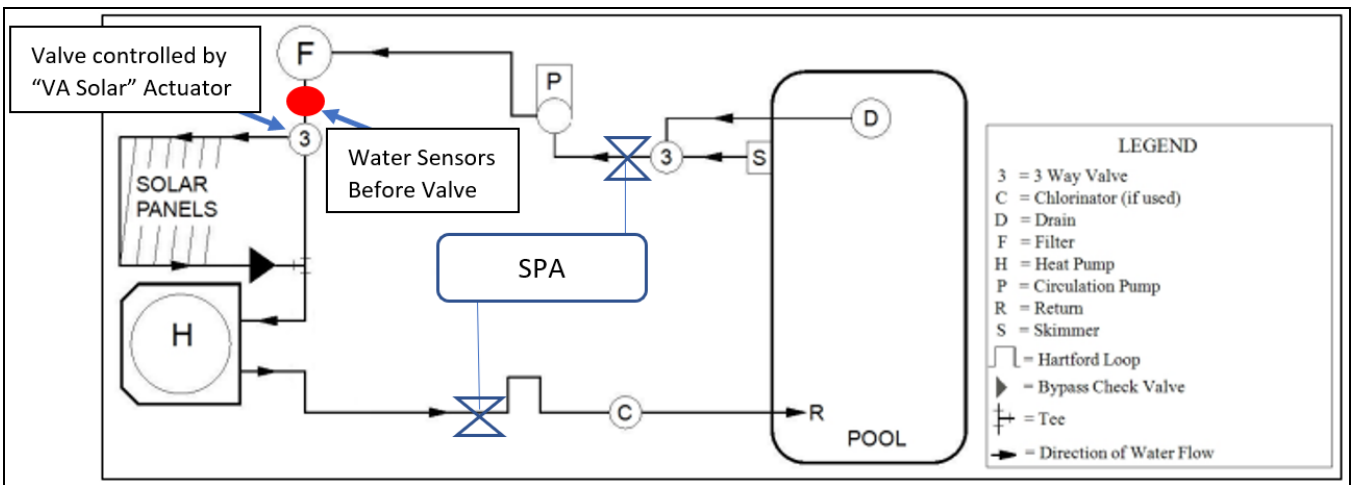 Valve controlled by
“VA Solar” Actuator
F
P
D
3
Water Sensors
Before Valve
3
S
SOLAR
PANELS
SPA
H
C
R
POOL
LEGEND
3 = 3 Way Valve
C = Chlorinator (if used)
D = Drain
F = Filter
H = Heat Pump
P = Circulation Pump
R = Return
S = Skimmer
= Hartford Loop
= Bypass Check Valve
= Tee
= Direction of Water Flow